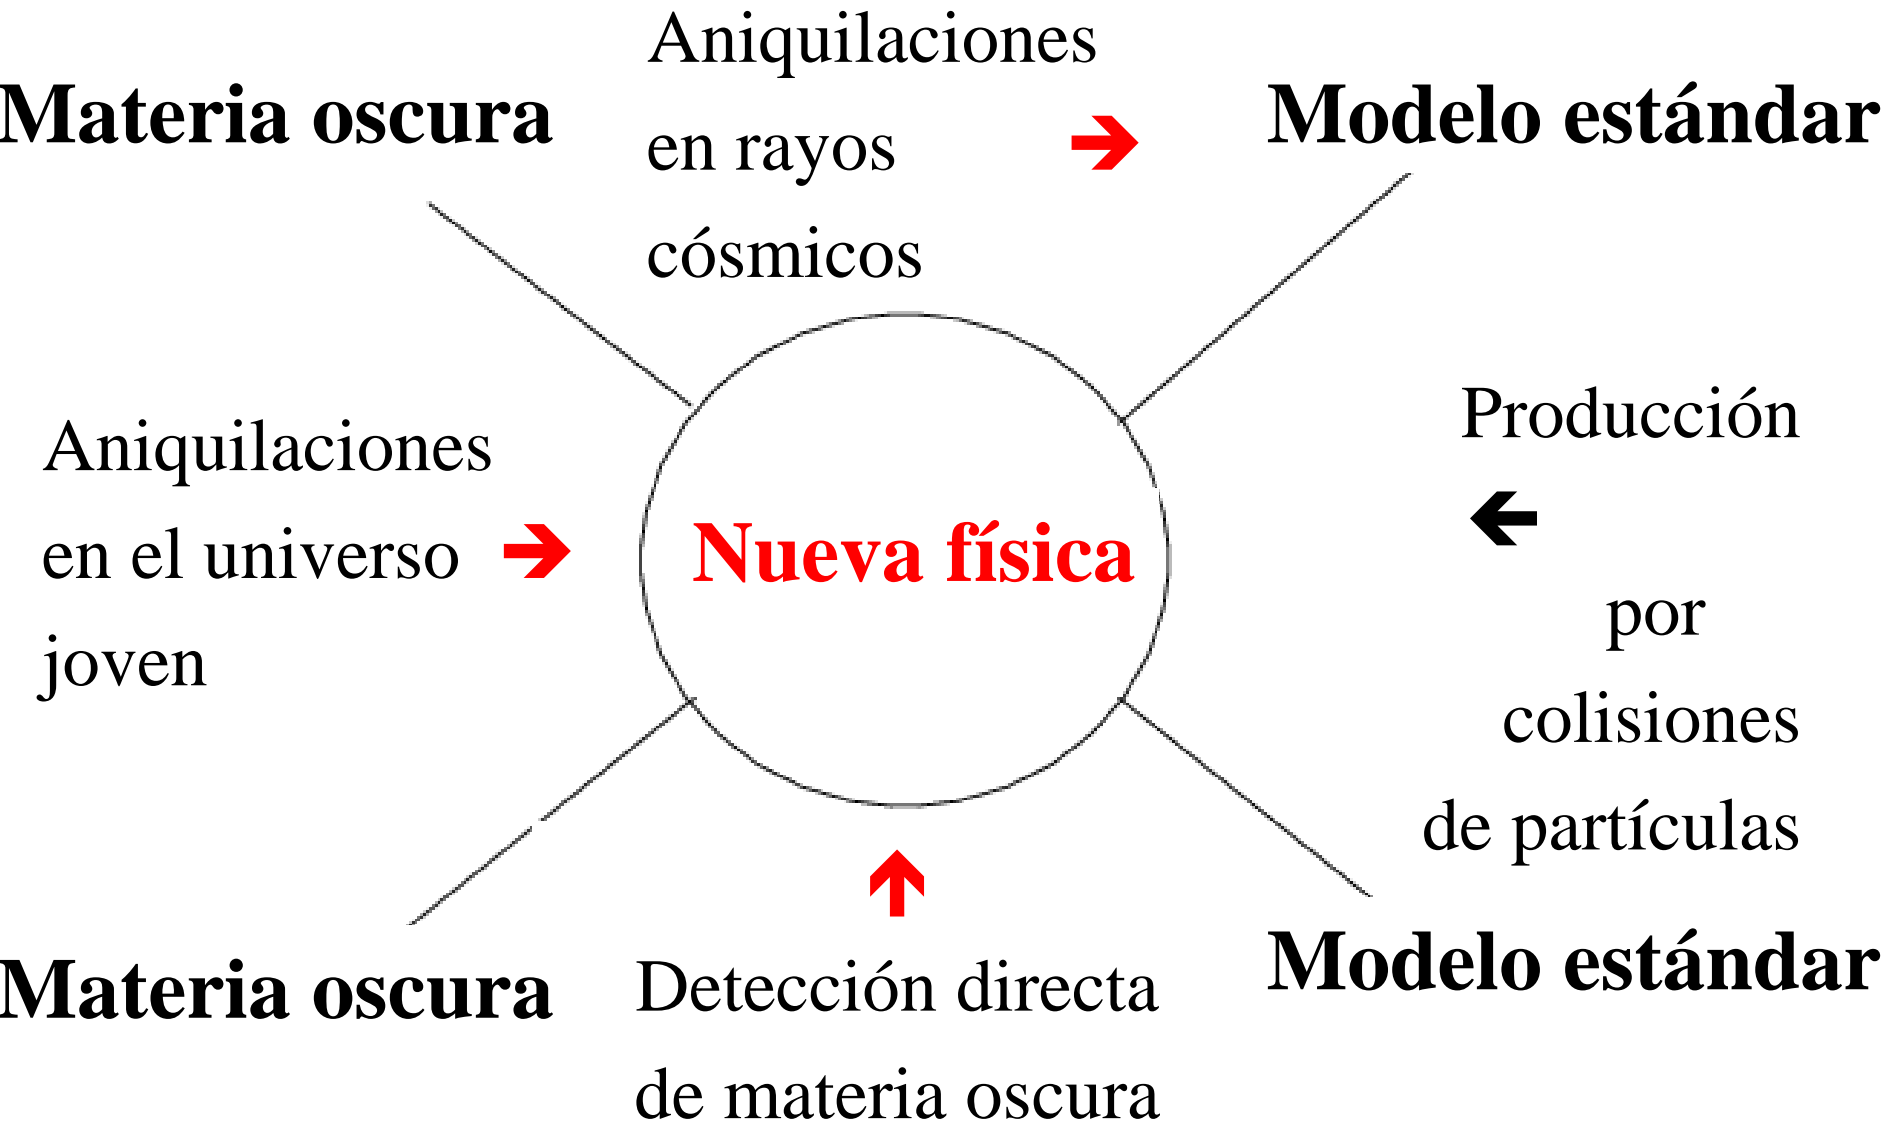 Aniquilaciones
en rayos
cósmicos
Materia oscura
Modelo estándar
Aniquilaciones
en el universo
joven
Nueva física
Producción
por
colisiones
de partículas
Materia oscura
Detección directa
de materia oscura
Modelo estándar